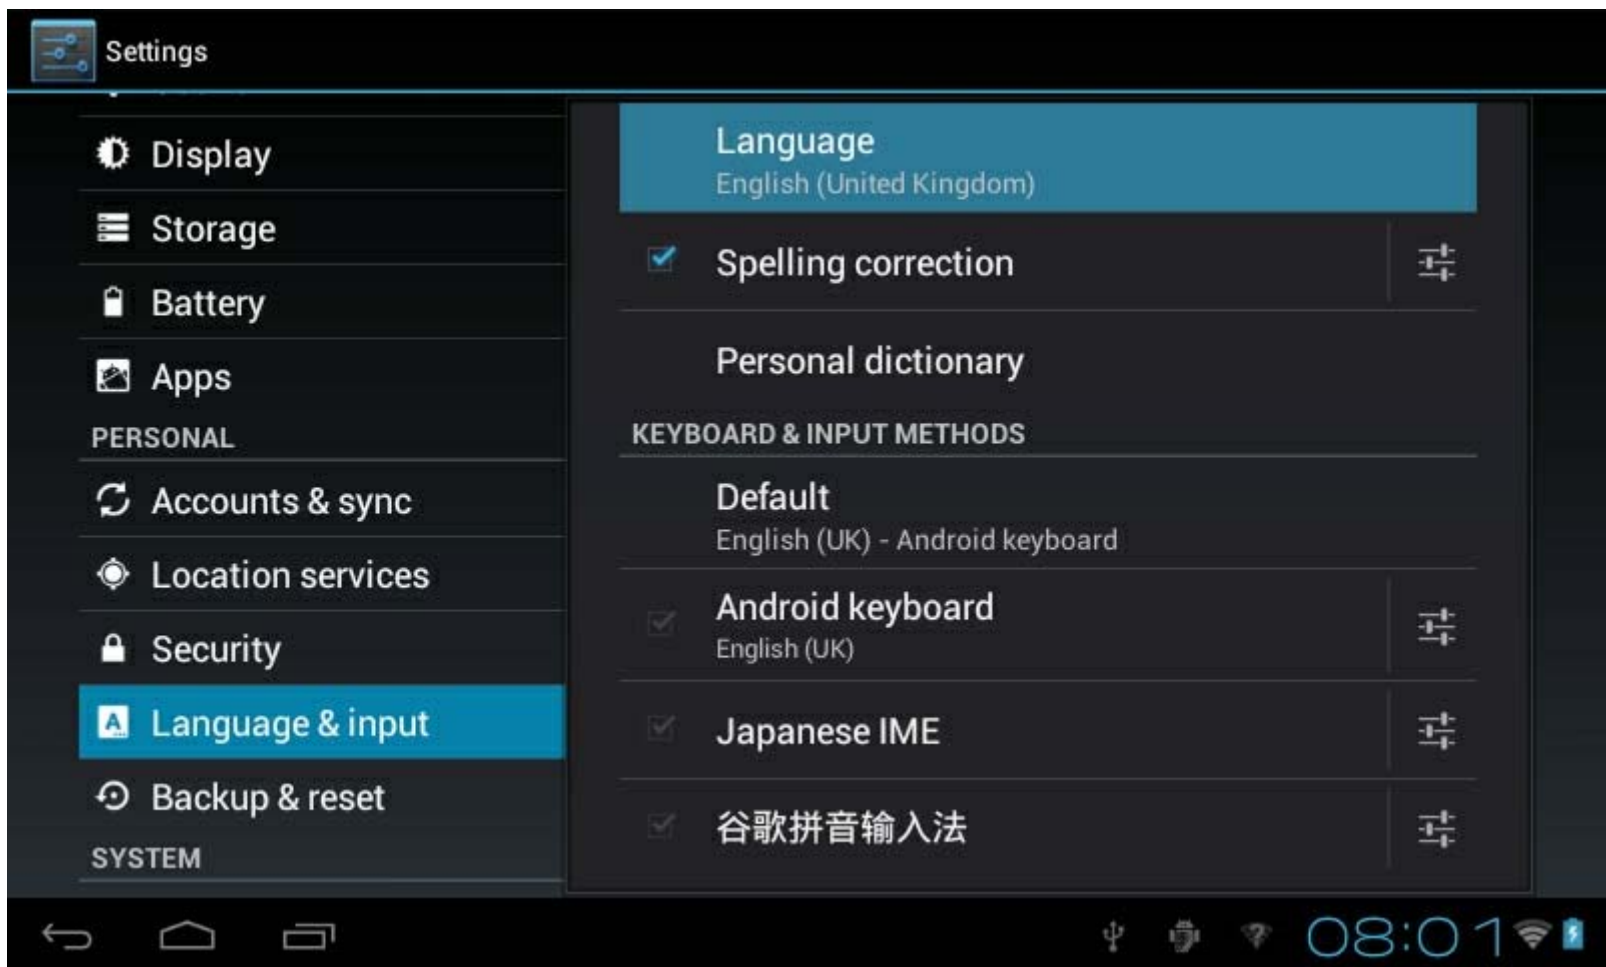 Settings
Display
Storage
Battery
Apps
PERSONAL
Accounts & sync
Location services
Security
Language & input
Backup & reset
SYSTEM
Language
English (United Kingdom)
Spelling correction
Personal dictionary
KEYBOARD & INPUT METHODS
Default
English (UK) - Android keyboard
Android keyboard
English (UK)
Japanese IME
谷歌拼音输入法
08:01